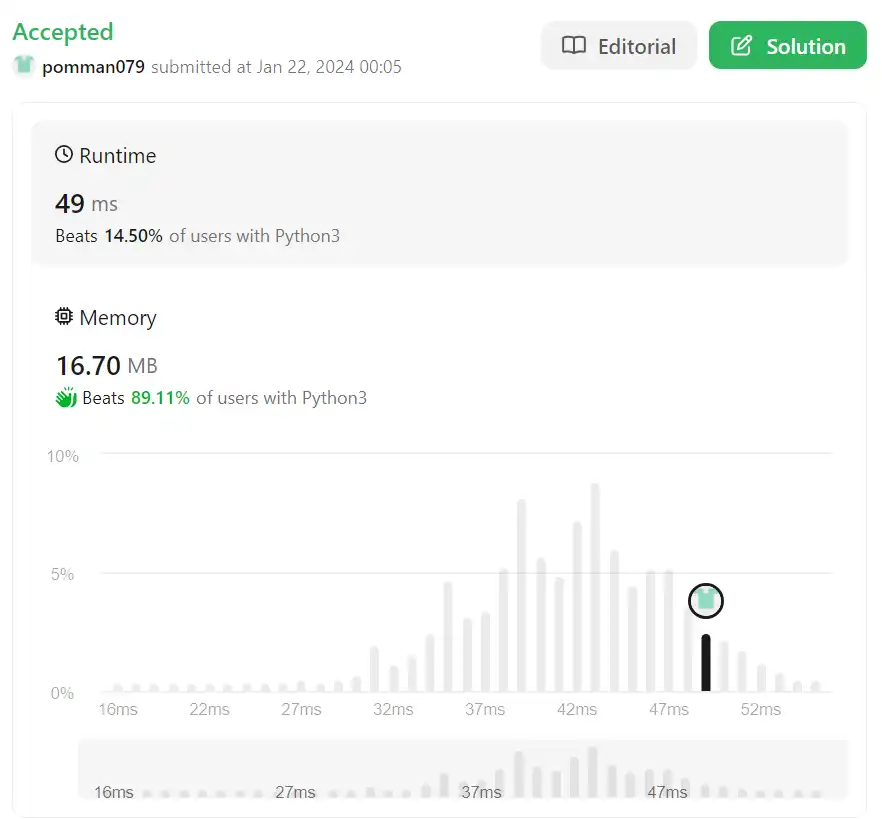 Accepted
Editorial
Solution
pomman079 submitted at Jan 22, 2024 00:05
Runtime
49 ms
Beats 14.50% of users with Python3
Memory
16.70 MB
Beats 89.11% of users with Python3
10%
5%
0%
16ms 22ms 27ms 32ms 37ms 42ms 47ms 52ms
16ms 27ms 37ms 47ms